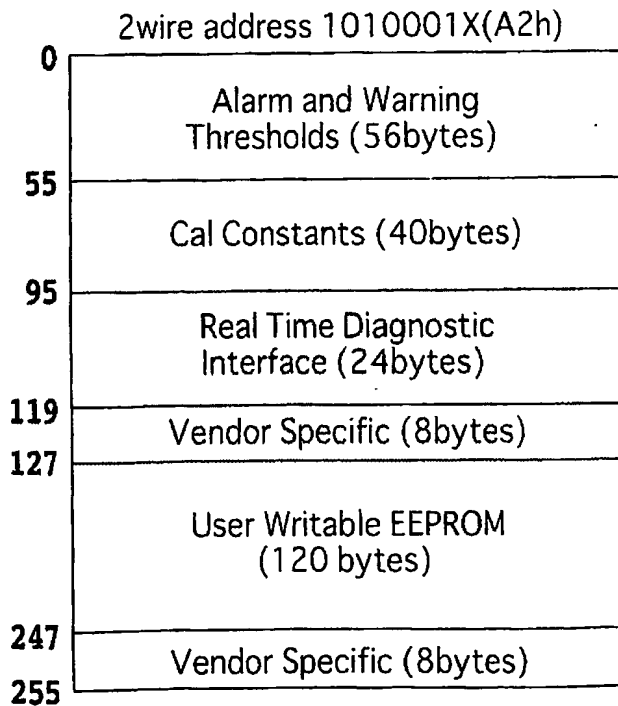 2wire address 1010001X(A2h)
0
Alarm and Warning
Thresholds (56bytes)
55
Cal Constants (40bytes)
95
Real Time Diagnostic
Interface (24bytes)
119
Vendor Specific (8bytes)
127
User Writable EEPROM
(120 bytes)
247
Vendor Specific (8bytes)
255